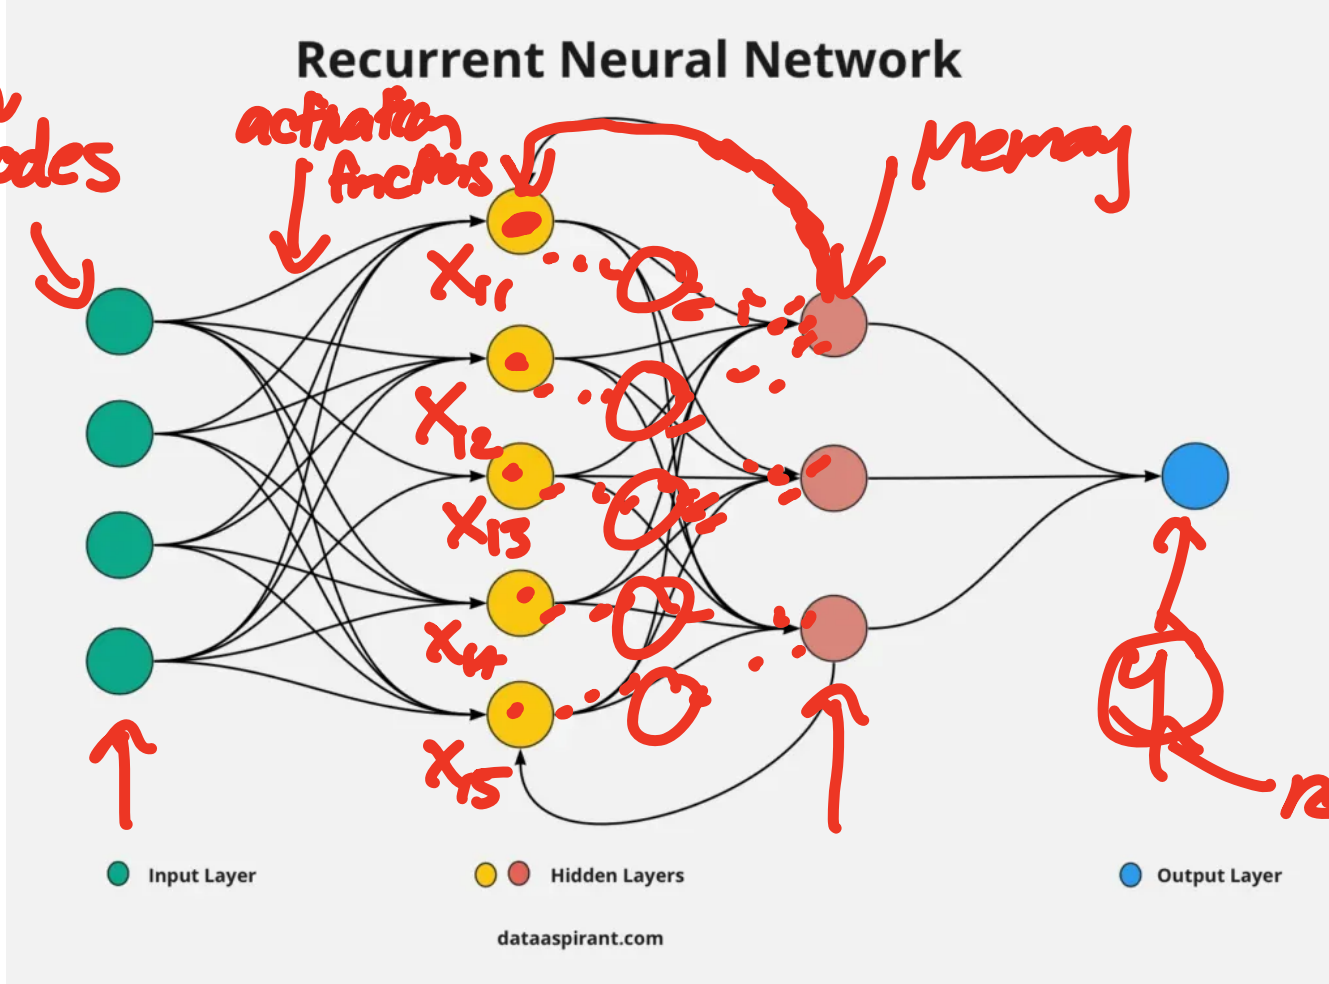 Recurrent Neural Network
activation
functions
Memory
odes
X11
X12
X13
X14
X15
y
Input Layer
Hidden Layers
Output Layer
dataaspirant.com